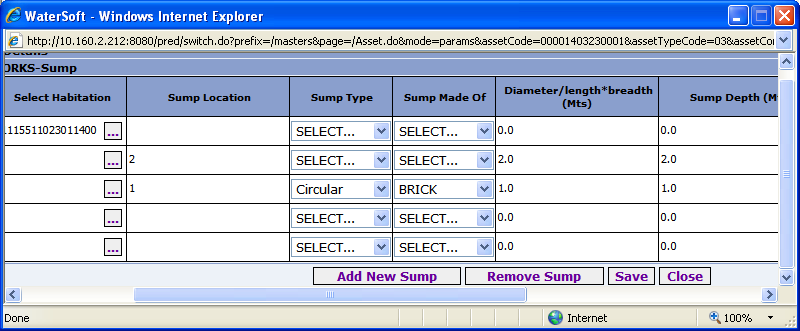 WaterSoft - Windows Internet Explorer
http://10.160.2.212:8080/pred/switch.do?prefix=/masters&page=/Asset.do&mode=params&assetCode=00001403230001&assetTypeCode=03&assetCo
ORKS-Sump
Select Habitation Sump Location Sump Type Sump Made Of Diameter/length*breadth (Mts) Sump Depth (M
.115511023011400 ... SELECT... SELECT... 0.0 0.0
... 2 SELECT... SELECT... 2.0 2.0
... 1 Circular BRICK 1.0 1.0
... SELECT... SELECT... 0.0 0.0
... SELECT... SELECT... 0.0 0.0
Add New Sump Remove Sump Save Close
Done Internet 100%